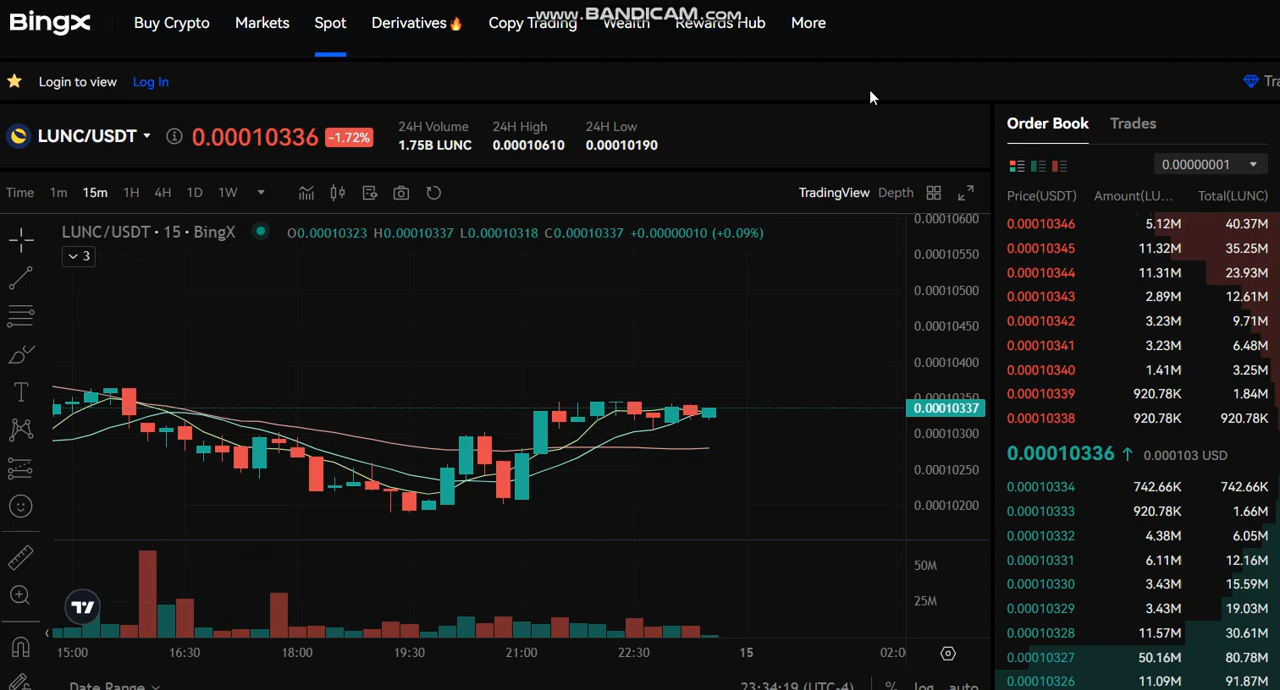 BingX Buy Crypto Markets Spot Derivatives🔥 Copy Trading Wealth Rewards Hub More
www.BANDICAM.com
Login to view Log In
LUNC/USDT 0.00010336 -1.72%
24H Volume 24H High 24H Low
1.75B LUNC 0.00010610 0.00010190
Time 1m 15m 1H 4H 1D 1W TradingView Depth
LUNC/USDT · 15 · BingX O0.00010323 H0.00010337 L0.00010318 C0.00010337 +0.00000010 (+0.09%)
3
0.00010600
0.00010550
0.00010500
0.00010450
0.00010400
0.00010337
0.00010300
0.00010250
0.00010200
50M
25M
15:00 16:30 18:00 19:30 21:00 22:30 15
Date Range 23:34:19 (UTC-4) % log auto
Order Book Trades
0.00000001
Price(USDT) Amount(LU... Total(LUNC)
0.00010346 5.12M 40.37M
0.00010345 11.32M 35.25M
0.00010344 11.31M 23.93M
0.00010343 2.89M 12.61M
0.00010342 3.23M 9.71M
0.00010341 3.23M 6.48M
0.00010340 1.41M 3.25M
0.00010339 920.78K 1.84M
0.00010338 920.78K 920.78K
0.00010336 ↑ 0.000103 USD
0.00010334 742.66K 742.66K
0.00010333 920.78K 1.66M
0.00010332 4.38M 6.05M
0.00010331 6.11M 12.16M
0.00010330 3.43M 15.59M
0.00010329 3.43M 19.03M
0.00010328 11.57M 30.61M
0.00010327 50.16M 80.78M
0.00010326 11.09M 91.87M